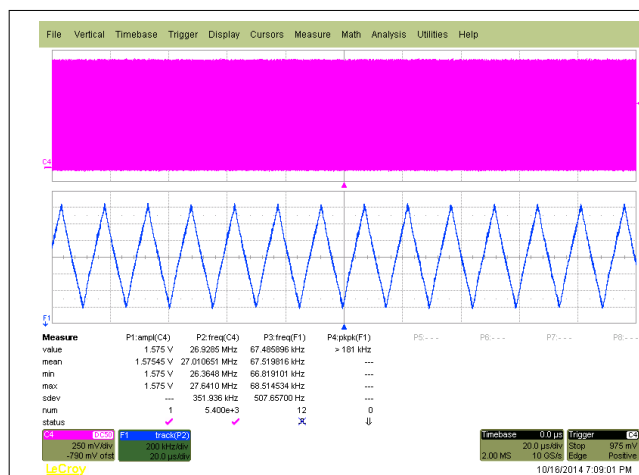 File Vertical Timebase Trigger Display Cursors Measure Math Analysis Utilities Help
C4
F1
Measure P1:ampl(C4) P2:freq(C4) P3:freq(F1) P4:pkpk(F1) P5:- - - P6:- - - P7:- - - P8:- - -
value 1.575 V 26.9285 MHz 67.485896 kHz > 181 kHz
mean 1.57545 V 27.010651 MHz 67.519816 kHz ---
min 1.575 V 26.3648 MHz 66.819101 kHz ---
max 1.575 V 27.6410 MHz 68.514534 kHz ---
sdev --- 351.936 kHz 507.65700 Hz ---
num 1 5.400e+3 12 0
status
C4 DC50 F1 track(P2) Timebase 0.0 µs Trigger C4
250 mV/div 200 kHz/div 20.0 µs/div Stop 975 mV
-790 mV ofst 20.0 µs/div 2.00 MS 10 GS/s Edge Positive
LeCroy 10/16/2014 7:09:01 PM